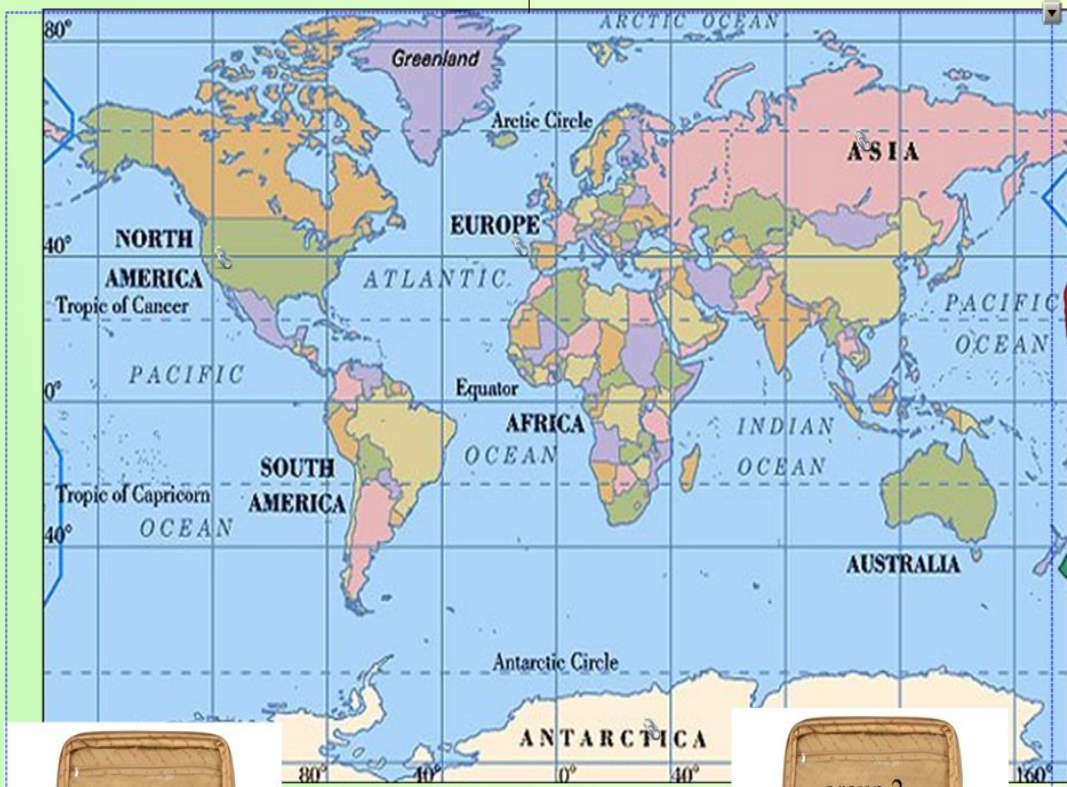 ARCTIC OCEAN
80°
Greenland
Arctic Circle
ASIA
NORTH
AMERICA
EUROPE
40°
ATLANTIC
Tropic of Cancer
PACIFIC
OCEAN
PACIFIC
Equator
0°
AFRICA
INDIAN
OCEAN
OCEAN
SOUTH
AMERICA
Tropic of Capricorn
OCEAN
40°
AUSTRALIA
Antarctic Circle
ANTARCTICA
80° 40° 0° 40° 160°